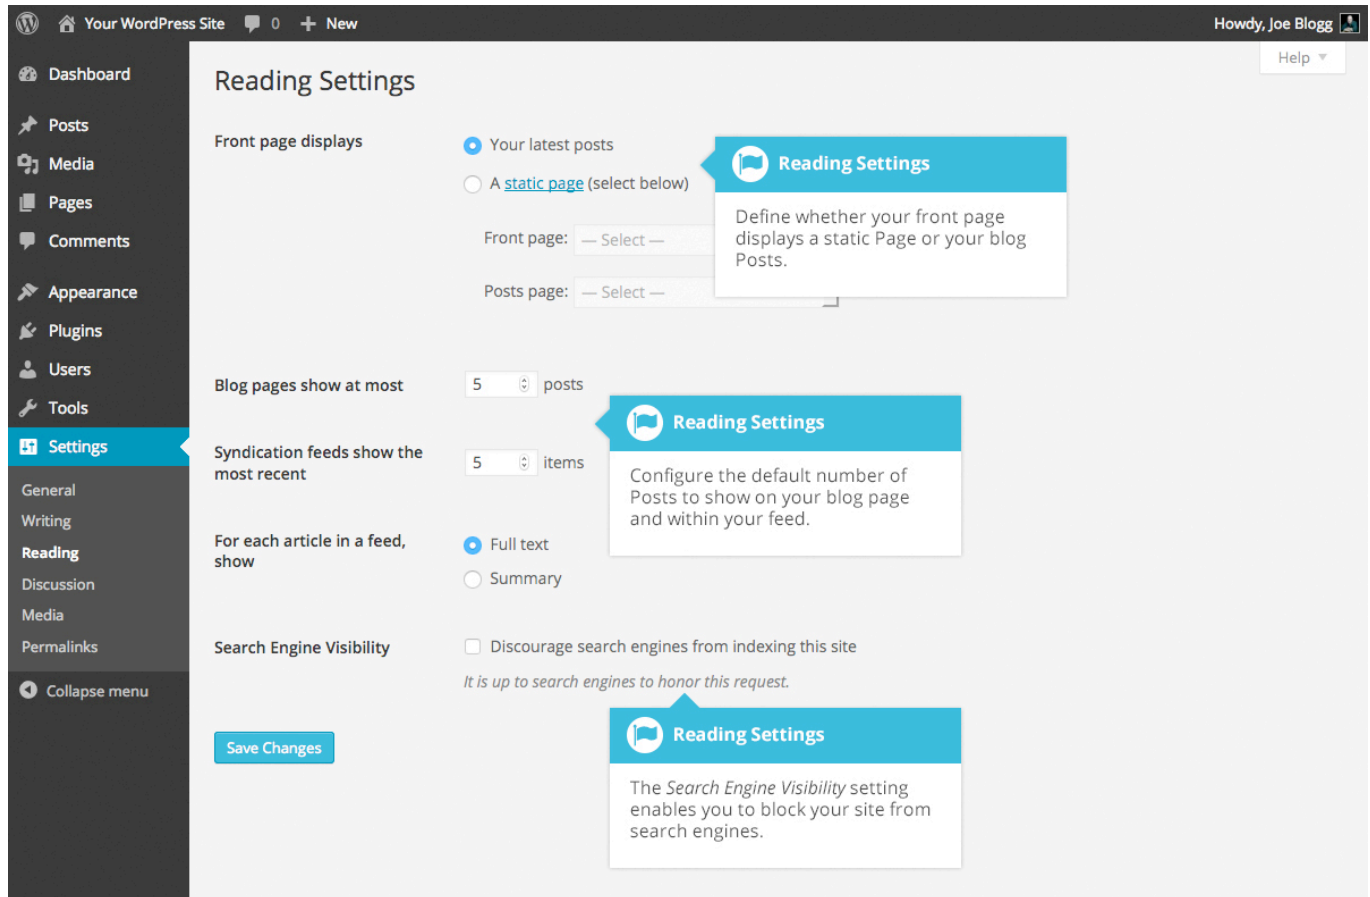 Your WordPress Site 0 New
Howdy, Joe Blogg
Help
Dashboard
Posts
Media
Pages
Comments
Appearance
Plugins
Users
Tools
Settings
General
Writing
Reading
Discussion
Media
Permalinks
Collapse menu
Reading Settings
Front page displays
Your latest posts
A static page (select below)
Front page: — Select —
Posts page: — Select —
Reading Settings
Define whether your front page
displays a static Page or your blog
Posts.
Blog pages show at most
5 posts
Syndication feeds show the
most recent
5 items
Reading Settings
Configure the default number of
Posts to show on your blog page
and within your feed.
For each article in a feed,
show
Full text
Summary
Search Engine Visibility
Discourage search engines from indexing this site
It is up to search engines to honor this request.
Reading Settings
The Search Engine Visibility setting
enables you to block your site from
search engines.
Save Changes